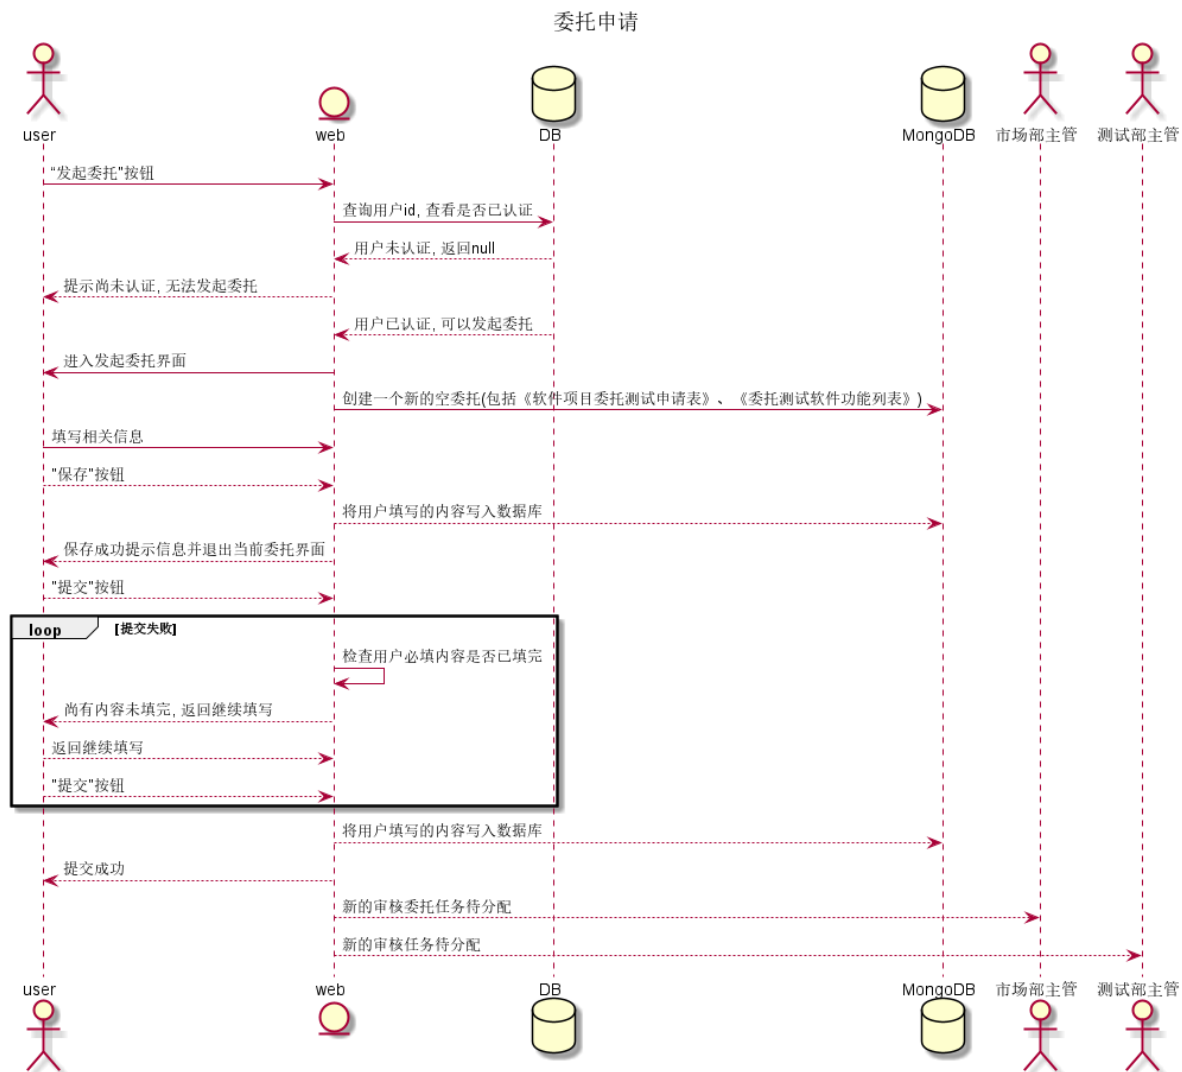 委托申请
user
web
DB
MongoDB
市场部主管
测试部主管
“发起委托”按钮
查询用户id, 查看是否已认证
用户未认证, 返回null
提示尚未认证, 无法发起委托
用户已认证, 可以发起委托
进入发起委托界面
创建一个新的空委托(包括《软件项目委托测试申请表》、《委托测试软件功能列表》)
填写相关信息
"保存"按钮
将用户填写的内容写入数据库
保存成功提示信息并退出当前委托界面
"提交"按钮
loop
[提交失败]
检查用户必填内容是否已填完
尚有内容未填完, 返回继续填写
返回继续填写
"提交"按钮
将用户填写的内容写入数据库
提交成功
新的审核委托任务待分配
新的审核任务待分配
user
web
DB
MongoDB
市场部主管
测试部主管